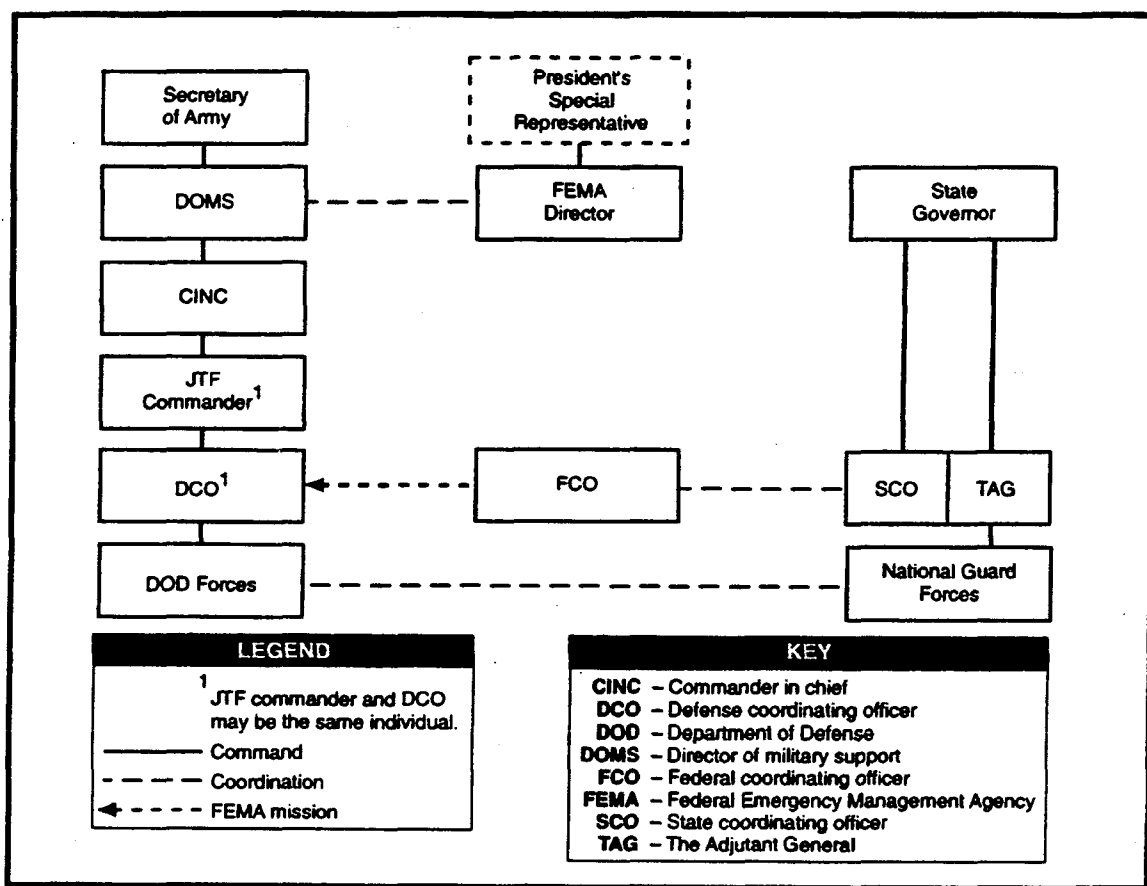 Secretary
of Army
President's
Special
Representative
DOMS
FEMA
Director
State
Governor
CINC
JTF
Commander1
DCO1
FCO
SCO
TAG
DOD Forces
National Guard
Forces
LEGEND
1
JTF commander and DCO
may be the same individual.
Command
Coordination
FEMA mission
KEY
CINC – Commander in chief
DCO – Defense coordinating officer
DOD – Department of Defense
DOMS – Director of military support
FCO – Federal coordinating officer
FEMA – Federal Emergency Management Agency
SCO – State coordinating officer
TAG – The Adjutant General